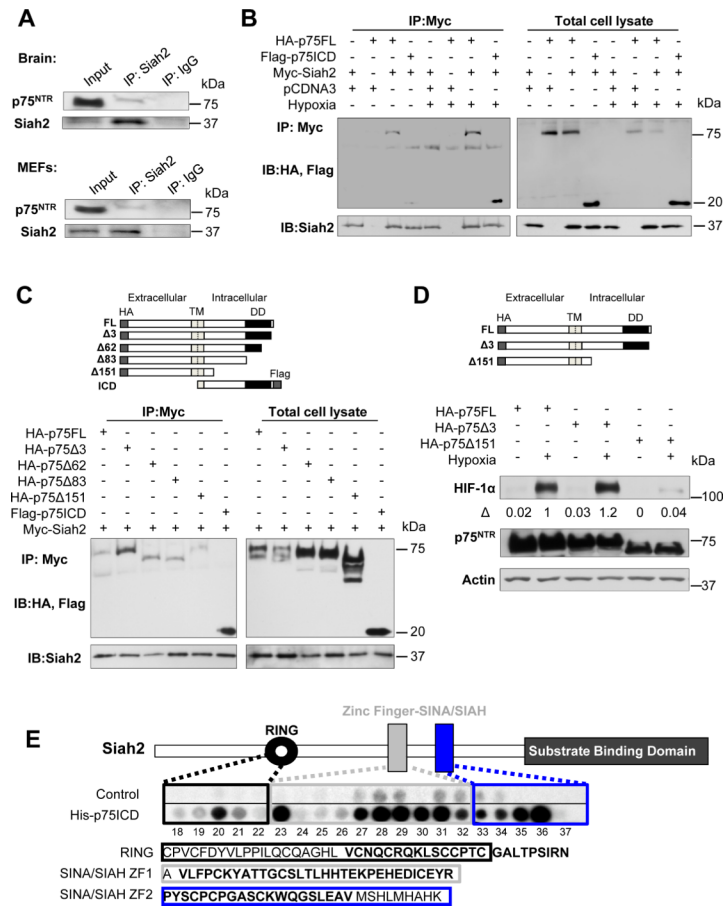 A
Brain:
Input
IP: Siah2
IP: IgG
kDa
p75NTR
75
Siah2
37
MEFs:
Input
IP: Siah2
IP: IgG
kDa
p75NTR
75
Siah2
37
B
IP:Myc Total cell lysate
HA-p75FL - + + - - + + - - + + - - + + -
Flag-p75ICD - - - + - - - + - - - + - - - +
Myc-Siah2 + - + + + - + + + - + + + - + +
pCDNA3 + + - - + + - - + + - - + + - -
Hypoxia - - - - + + + + - - - - + + + +
kDa
IP: Myc
75
IB:HA, Flag
20
IB:Siah2
37
C
Extracellular Intracellular
HA TM DD
FL
Δ3
Δ62
Δ83
Δ151
Flag
ICD
IP:Myc Total cell lysate
HA-p75FL + - - - - - + - - - - -
HA-p75Δ3 - + - - - - - + - - - -
HA-p75Δ62 - - + - - - - - + - - -
HA-p75Δ83 - - - + - - - - - + - -
HA-p75Δ151 - - - - + - - - - - + -
Flag-p75ICD - - - - - + - - - - - +
Myc-Siah2 + + + + + + + + + + + +
kDa
IP: Myc
75
IB:HA, Flag
20
IB:Siah2
37
D
Extracellular Intracellular
HA TM DD
FL
Δ3
Δ151
HA-p75FL + + - - - -
HA-p75Δ3 - - + + - -
HA-p75Δ151 - - - - + +
Hypoxia - + - + - +
kDa
HIF-1α
100
Δ 0.02 1 0.03 1.2 0 0.04
p75NTR
75
Actin
37
E
Zinc Finger-SINA/SIAH
RING
Siah2
Substrate Binding Domain
Control
His-p75ICD
18 19 20 21 22 23 24 25 26 27 28 29 30 31 32 33 34 35 36 37
RING CPVCFDYVLPPILQCQAGHL VCNQCRQKLSCCPTCGALTPSIRN
SINA/SIAH ZF1 A VLFPCKYATTGCSLTLHHTEKPEHEDICEYR
SINA/SIAH ZF2 PYSCPCPGASCKWQGSLEAV MSHLMHAHK